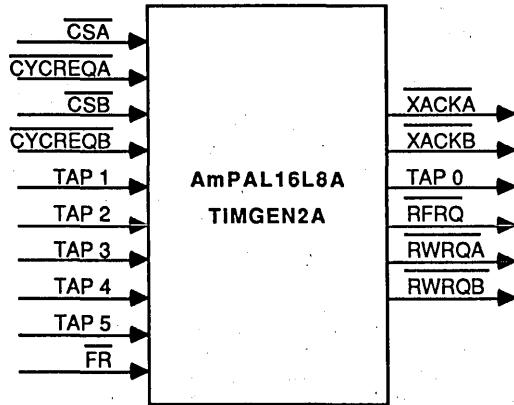 CSA
CYCREQA
CSB
CYCREQB
TAP 1
TAP 2
TAP 3
TAP 4
TAP 5
FR
AmPAL16L8A
TIMGEN2A
XACKA
XACKB
TAP 0
RFRQ
RWRQA
RWRQB